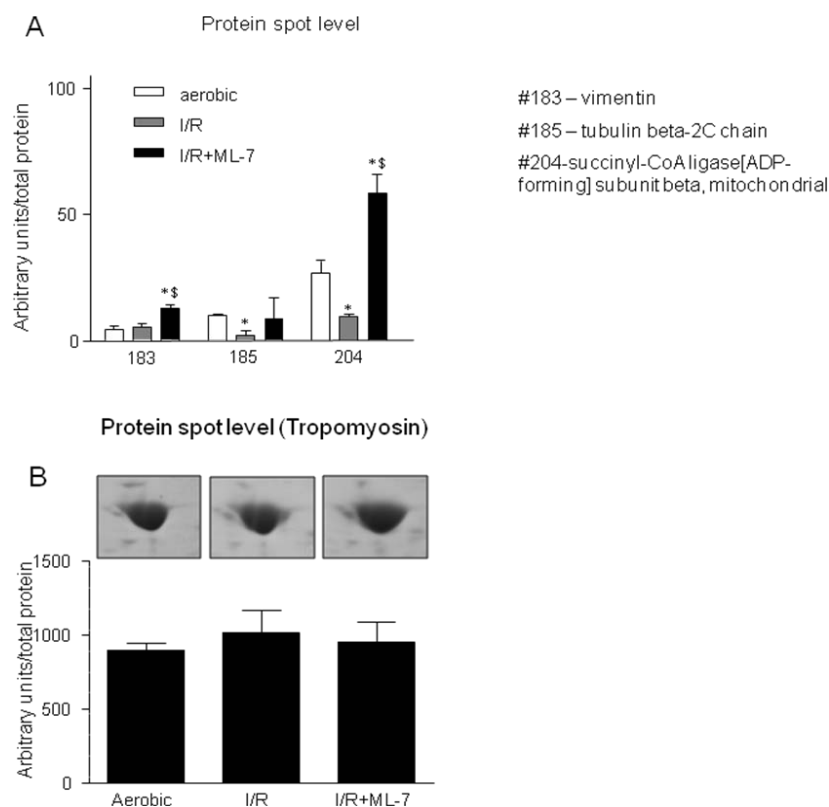 A
Protein spot level
100
50
0
Arbitrary units/total protein
aerobic
I/R
I/R+ML-7
*$
*
*
*$
183
185
204
#183 – vimentin
#185 – tubulin beta-2C chain
#204-succinyl-CoA ligase[ADP-
forming] subunit beta, mitochondrial
Protein spot level (Tropomyosin)
B
1500
1000
500
0
Arbitrary units/total protein
Aerobic
I/R
I/R+ML-7